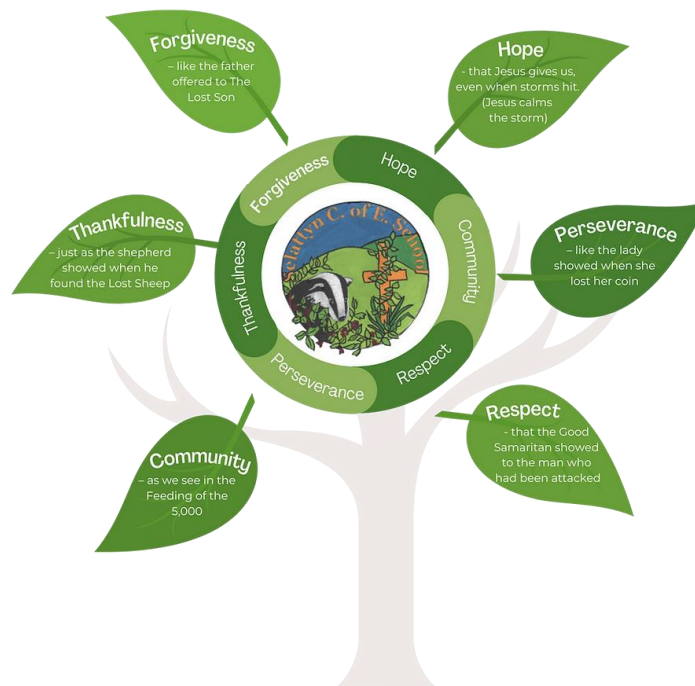 Forgiveness
– like the father
offered to The
Lost Son
Hope
- that Jesus gives us,
even when storms hit.
(Jesus calms
the storm)
Thankfulness
– just as the shepherd
showed when he
found the Lost Sheep
Perseverance
– like the lady
showed when she
lost her coin
Community
– as we see in the
Feeding of the
5,000
Respect
- that the Good
Samaritan showed
to the man who
had been attacked
Forgiveness
Hope
Community
Respect
Perseverance
Thankfulness
Selattyn C. of E. School